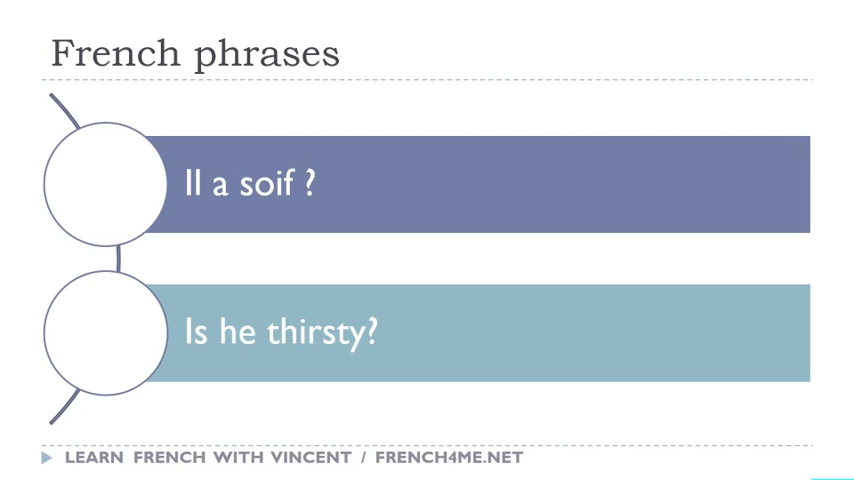 French phrases
Il a soif ?
Is he thirsty?
LEARN FRENCH WITH VINCENT / FRENCH4ME.NET